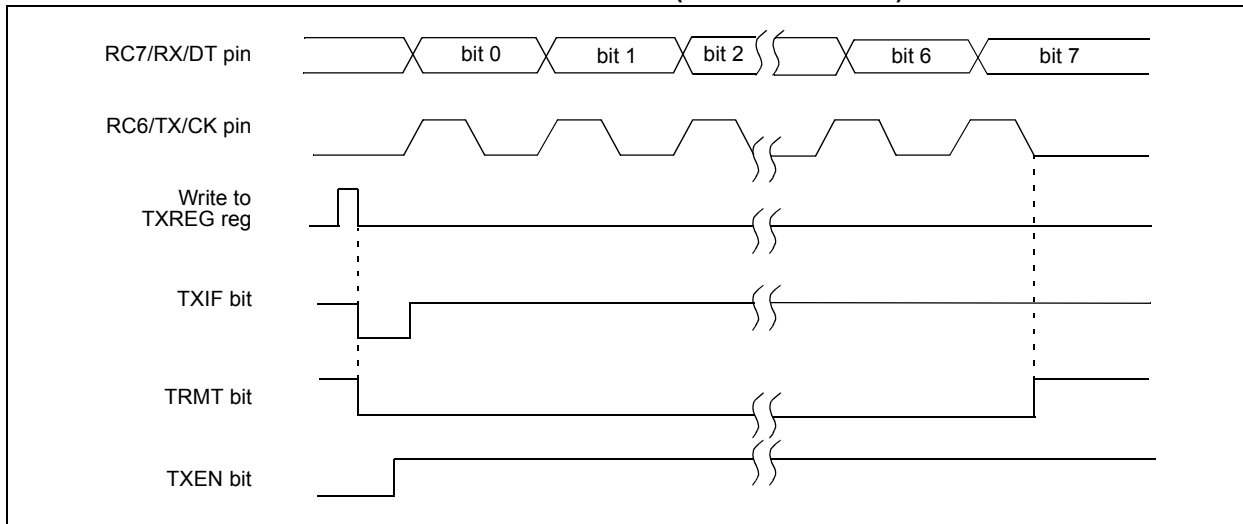 RC7/RX/DT pin
bit 0
bit 1
bit 2
bit 6
bit 7
RC6/TX/CK pin
Write to
TXREG reg
TXIF bit
TRMT bit
TXEN bit